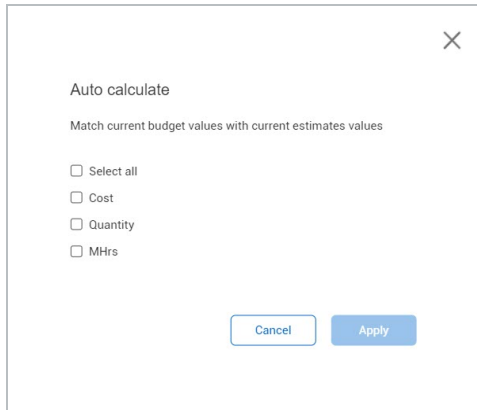 Auto calculate
Match current budget values with current estimates values
Select all
Cost
Quantity
MHrs
Cancel
Apply